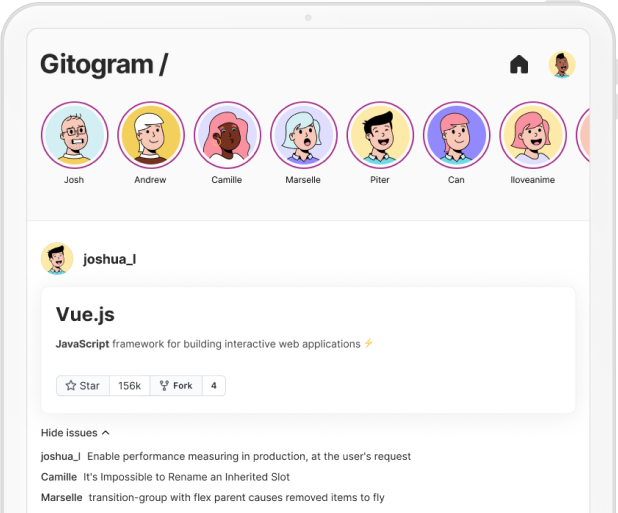 Gitogram /
Josh Andrew Camille Marselle Piter Can Iloveanime
joshua_l
Vue.js
JavaScript framework for building interactive web applications ⚡
Star 156k Fork 4
Hide issues
joshua_l Enable performance measuring in production, at the user's request
Camille It's Impossible to Rename an Inherited Slot
Marselle transition-group with flex parent causes removed items to fly